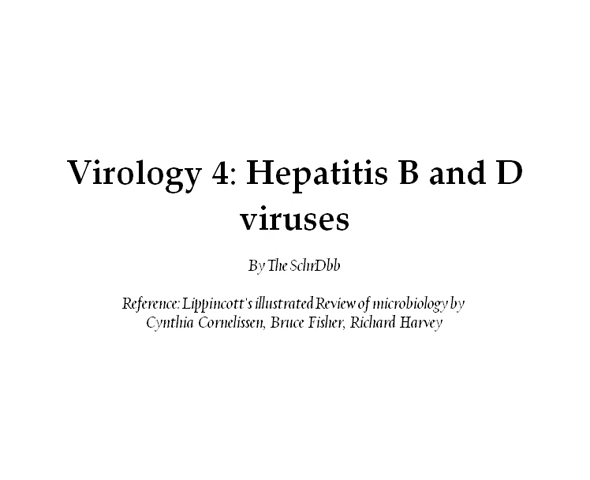 Virology 4: Hepatitis B and D
viruses
By The SchrDbb
Reference: Lippincott's illustrated Review of microbiology by
Cynthia Cornelissen, Bruce Fisher, Richard Harvey